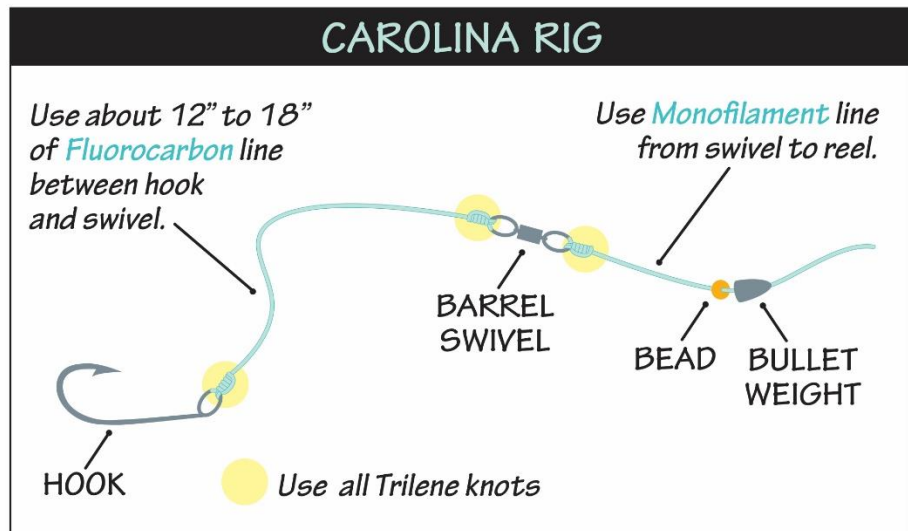 CAROLINA RIG
Use about 12" to 18"
of Fluorocarbon line
between hook
and swivel.
Use Monofilament line
from swivel to reel.
BARREL
SWIVEL
BEAD
BULLET
WEIGHT
HOOK
Use all Trilene knots